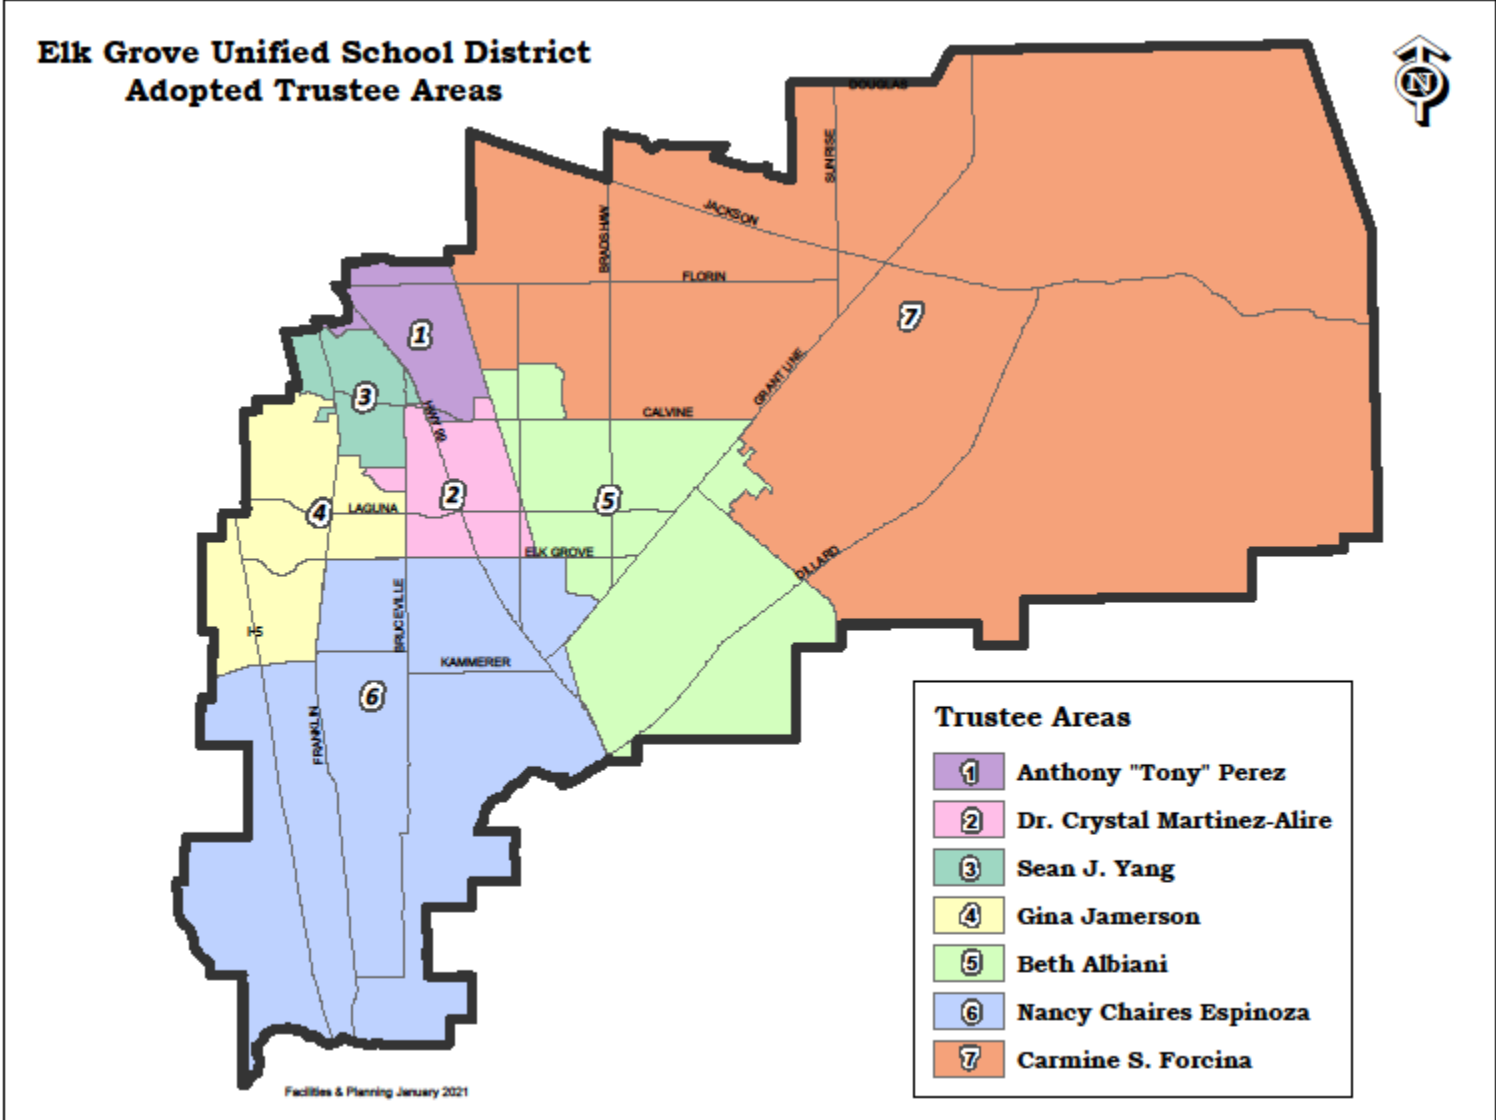 Elk Grove Unified School District
Adopted Trustee Areas
N
DOUGLAS
SUNRISE
JACKSON
BRADSHAW
FLORIN
7
1
GRANT LINE
3
CALVINE
HWY 99
2
5
4
LAGUNA
ELK GROVE
DILLARD
BRUCEVILLE
I-5
KAMMERER
6
FRANKLIN
Trustee Areas
1 Anthony "Tony" Perez
2 Dr. Crystal Martinez-Alire
3 Sean J. Yang
4 Gina Jamerson
5 Beth Albiani
6 Nancy Chaires Espinoza
7 Carmine S. Forcina
Facilities & Planning January 2021